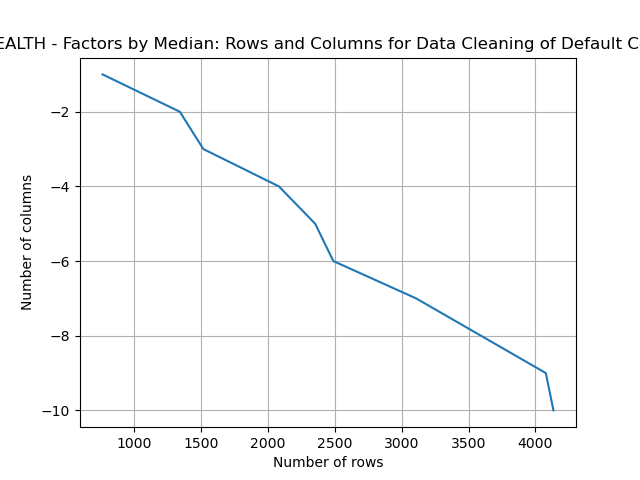 EALTH - Factors by Median: Rows and Columns for Data Cleaning of Default C
Number of columns
−2
−4
−6
−8
−10
1000 1500 2000 2500 3000 3500 4000
Number of rows